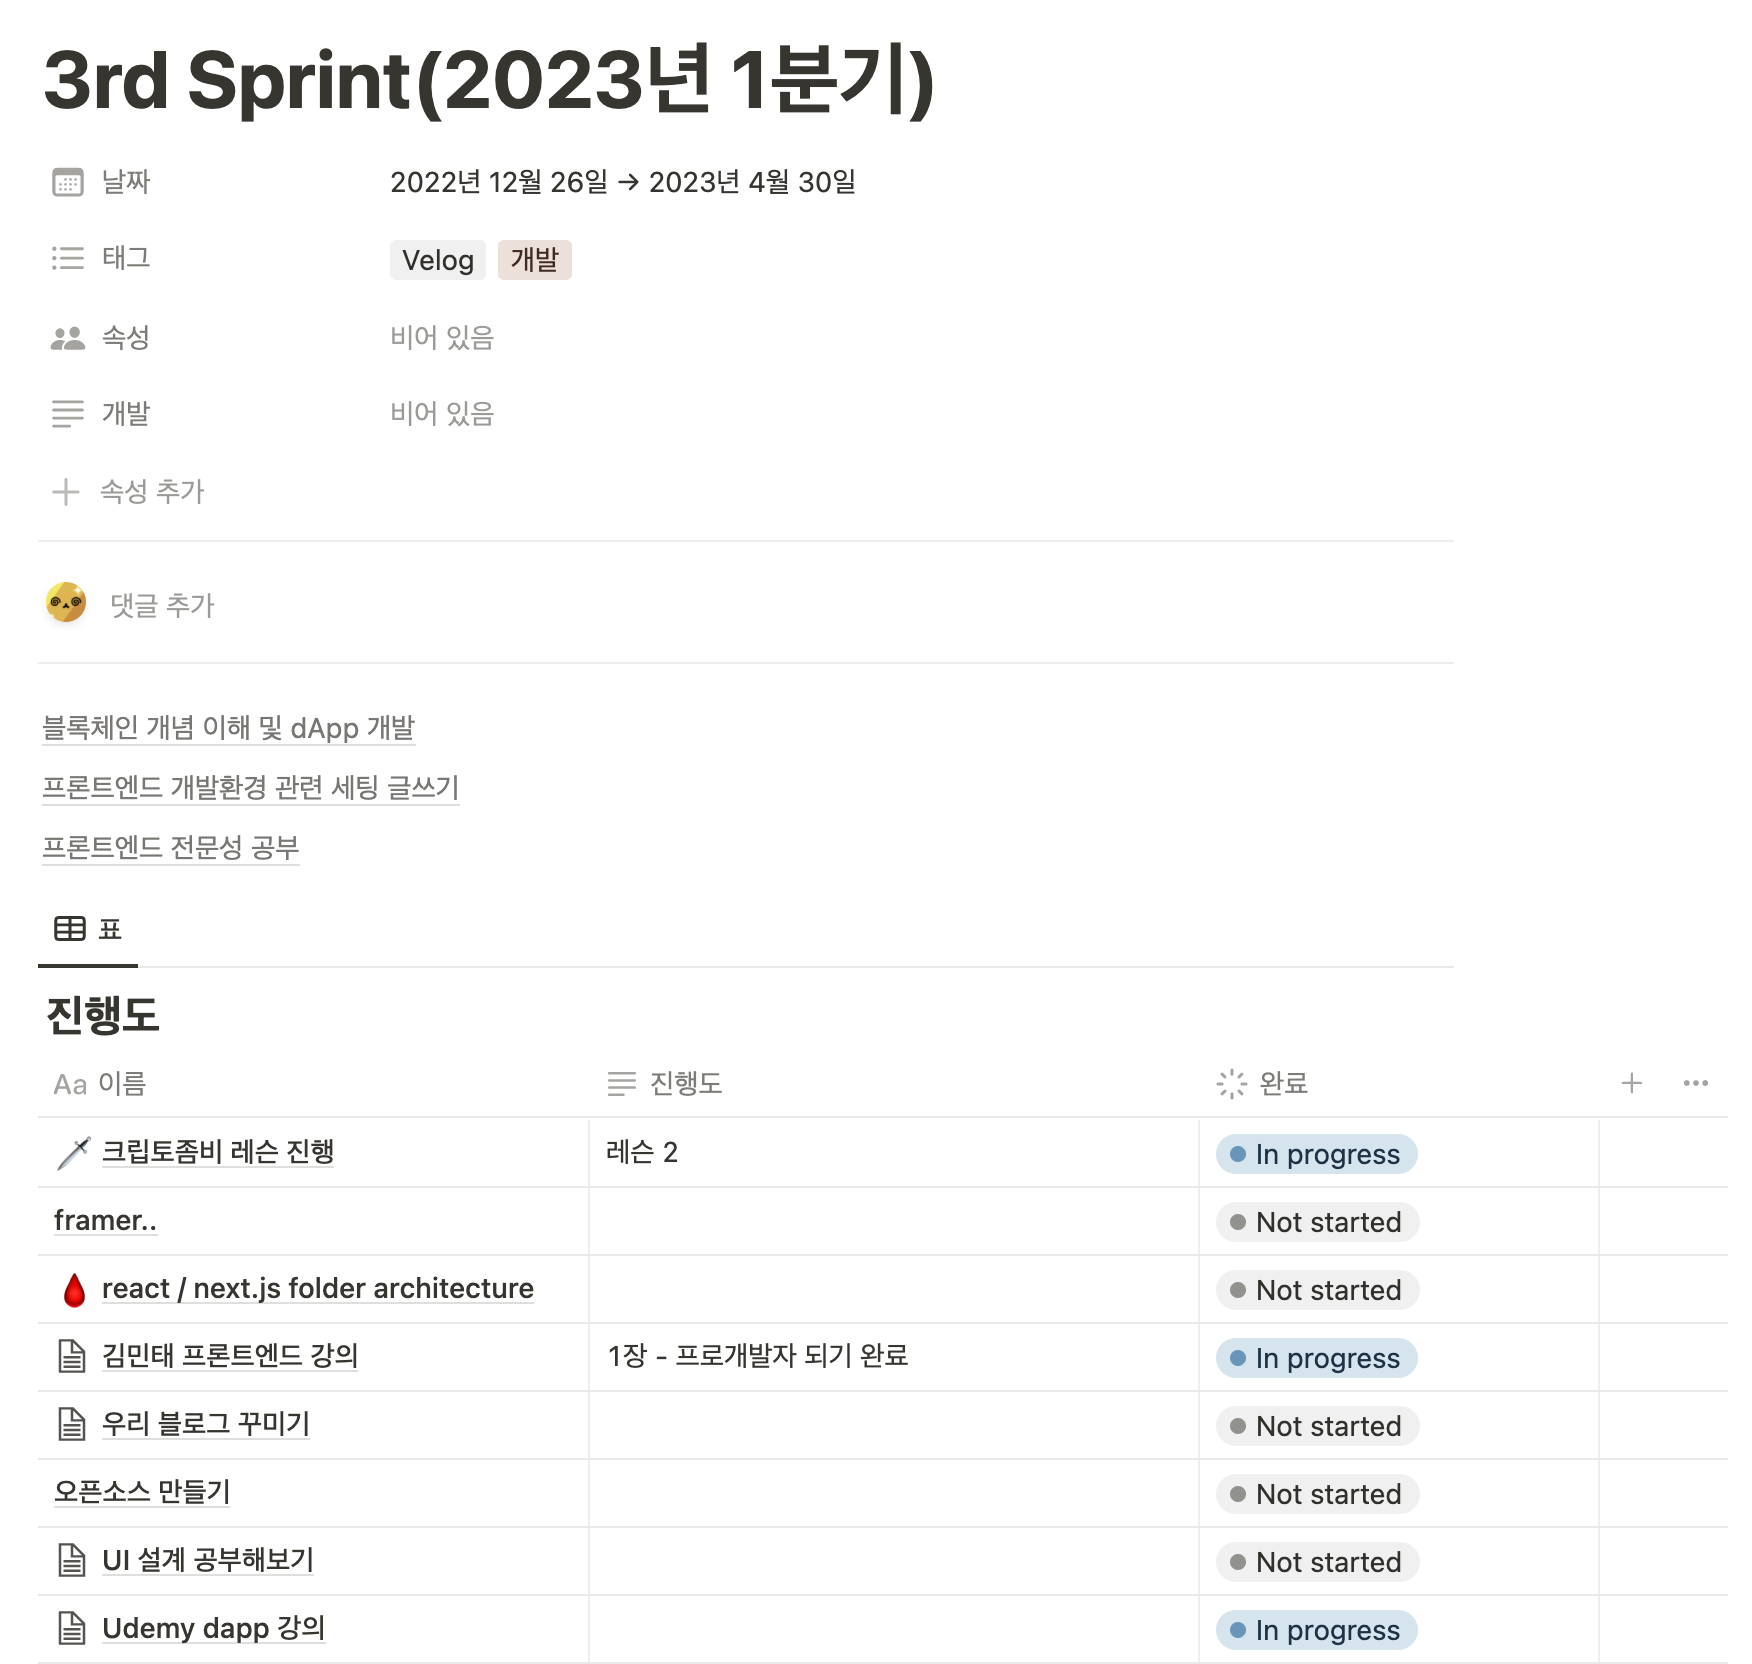 3rd Sprint(2023년 1분기)
날짜 2022년 12월 26일 → 2023년 4월 30일
태그 Velog 개발
속성 비어 있음
개발 비어 있음
속성 추가
댓글 추가
블록체인 개념 이해 및 dApp 개발
프론트엔드 개발환경 관련 세팅 글쓰기
프론트엔드 전문성 공부
표
진행도
Aa 이름 진행도 완료
크립토좀비 레슨 진행 레슨 2 In progress
framer.. Not started
react / next.js folder architecture Not started
김민태 프론트엔드 강의 1장 - 프로개발자 되기 완료 In progress
우리 블로그 꾸미기 Not started
오픈소스 만들기 Not started
UI 설계 공부해보기 Not started
Udemy dapp 강의 In progress